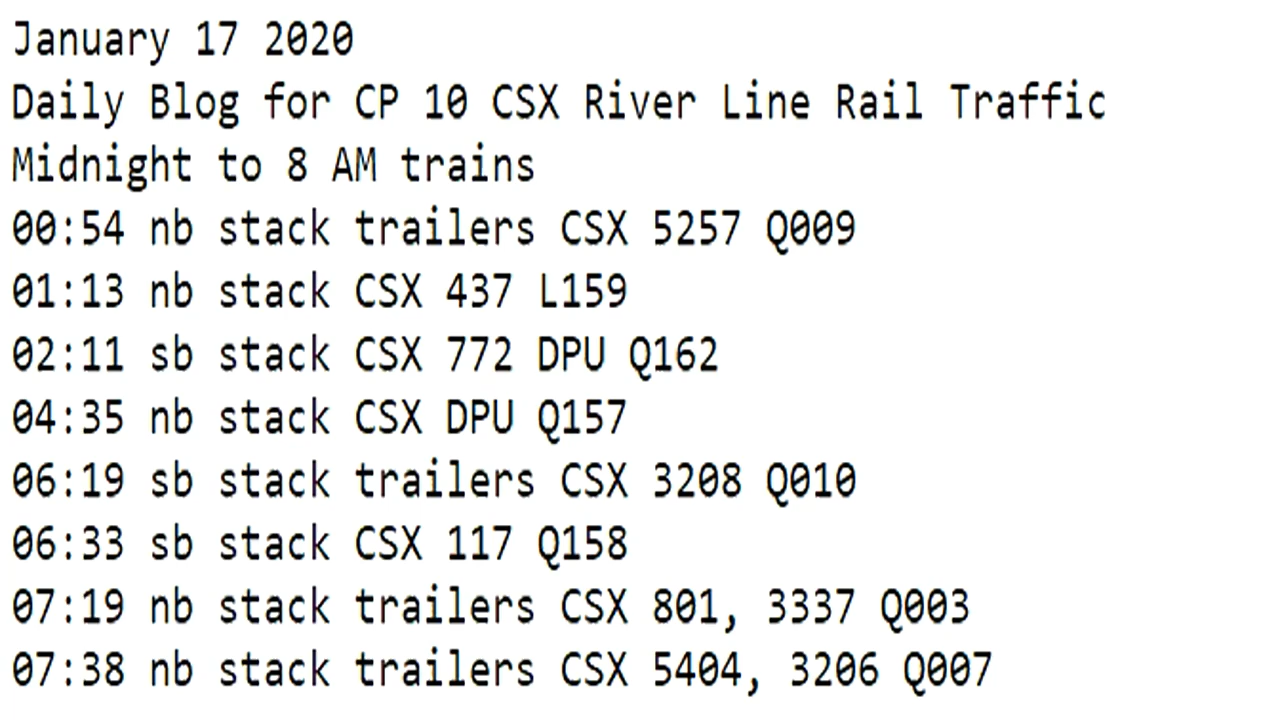 January 17 2020
Daily Blog for CP 10 CSX River Line Rail Traffic
Midnight to 8 AM trains
00:54 nb stack trailers CSX 5257 Q009
01:13 nb stack CSX 437 L159
02:11 sb stack CSX 772 DPU Q162
04:35 nb stack CSX DPU Q157
06:19 sb stack trailers CSX 3208 Q010
06:33 sb stack CSX 117 Q158
07:19 nb stack trailers CSX 801, 3337 Q003
07:38 nb stack trailers CSX 5404, 3206 Q007